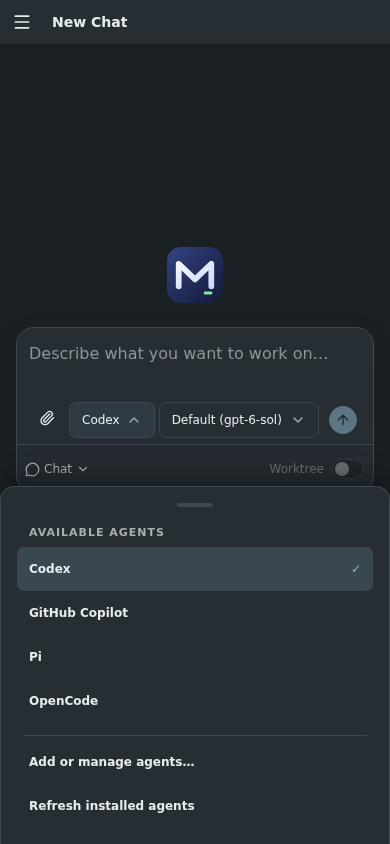 New Chat
Describe what you want to work on...
Codex
Default (gpt-6-sol)
Chat
Worktree
AVAILABLE AGENTS
Codex ✓
GitHub Copilot
Pi
OpenCode
Add or manage agents...
Refresh installed agents